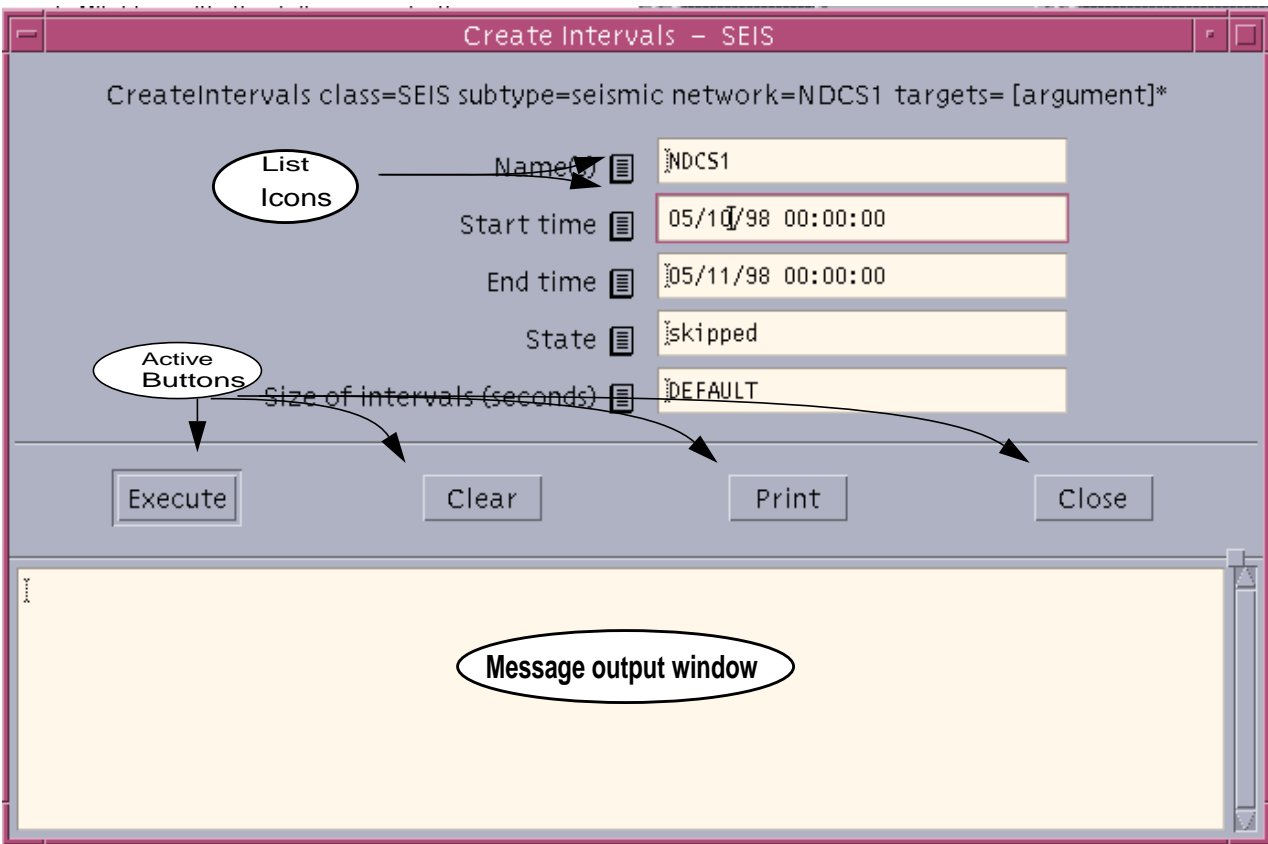 Create Intervals – SEIS
CreateIntervals class=SEIS subtype=seismic network=NDCS1 targets= [argument]*
List
Icons
Name(s) NDCS1
Start time 05/10/98 00:00:00
End time 05/11/98 00:00:00
State skipped
Active
Buttons
Size of intervals (seconds) DEFAULT
Execute Clear Print Close
Message output window